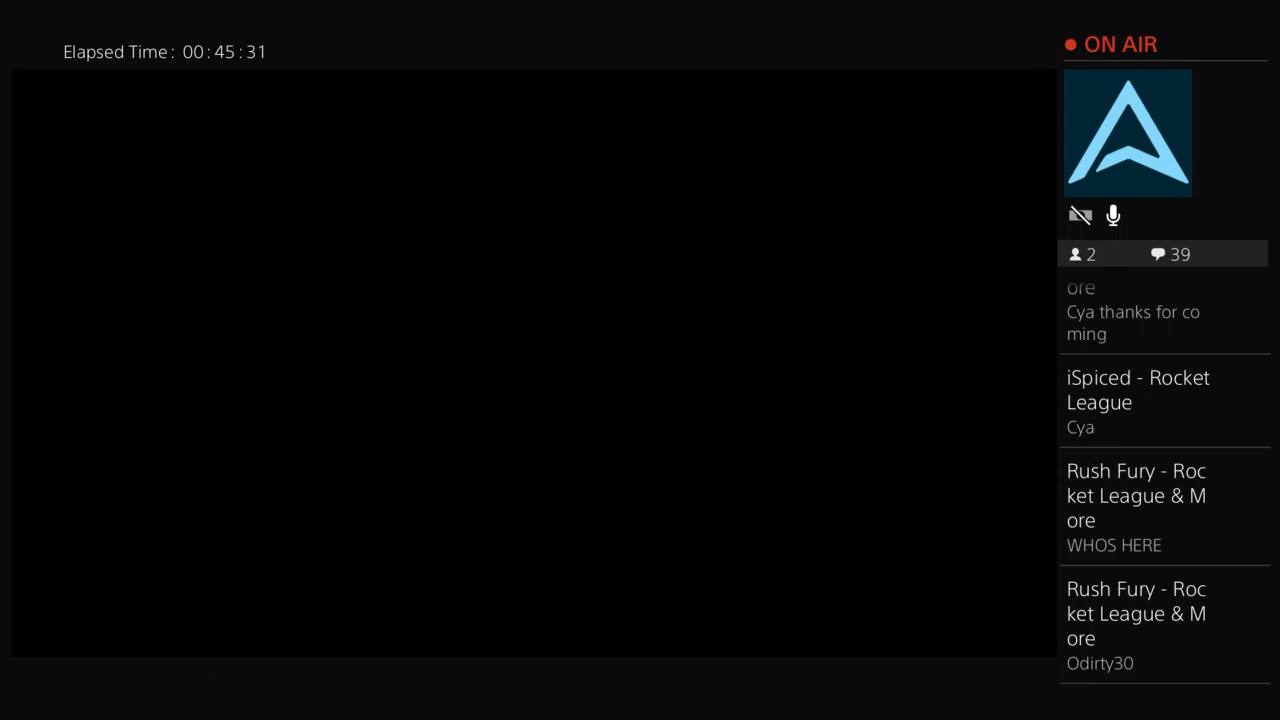 Elapsed Time: 00:45:31
ON AIR
2 39
ore
Cya thanks for co
ming
iSpiced - Rocket
League
Cya
Rush Fury - Roc
ket League & M
ore
WHOS HERE
Rush Fury - Roc
ket League & M
ore
Odirty30